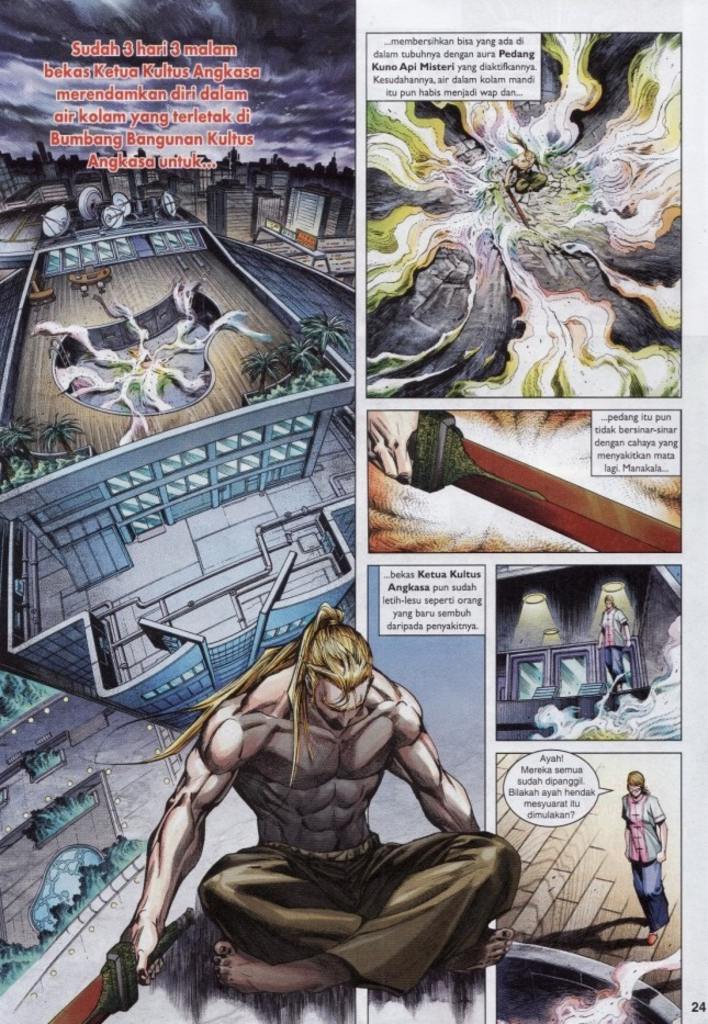 Sudah 3 hari 3 malam
bekas Ketua Kultus Angkasa
merendamkan diri dalam
air kolam yang terletak di
Bumbang Bangunan Kultus
Angkasa untuk...
...membersihkan bisa yang ada di
dalam tubuhnya dengan aura Pedang
Kuno Api Misteri yang diaktifkannya.
Kesudahannya, air dalam kolam mandi
itu pun habis menjadi wap dan...
...pedang itu pun
tidak bersinar-sinar
dengan cahaya yang
menyakitkan mata
lagi. Manakala...
...bekas Ketua Kultus
Angkasa pun sudah
letih-lesu seperti orang
yang baru sembuh
daripada penyakitnya.
Ayah!
Mereka semua
sudah dipanggil.
Bilakah ayah hendak
mesyuarat itu
dimulakan?
24